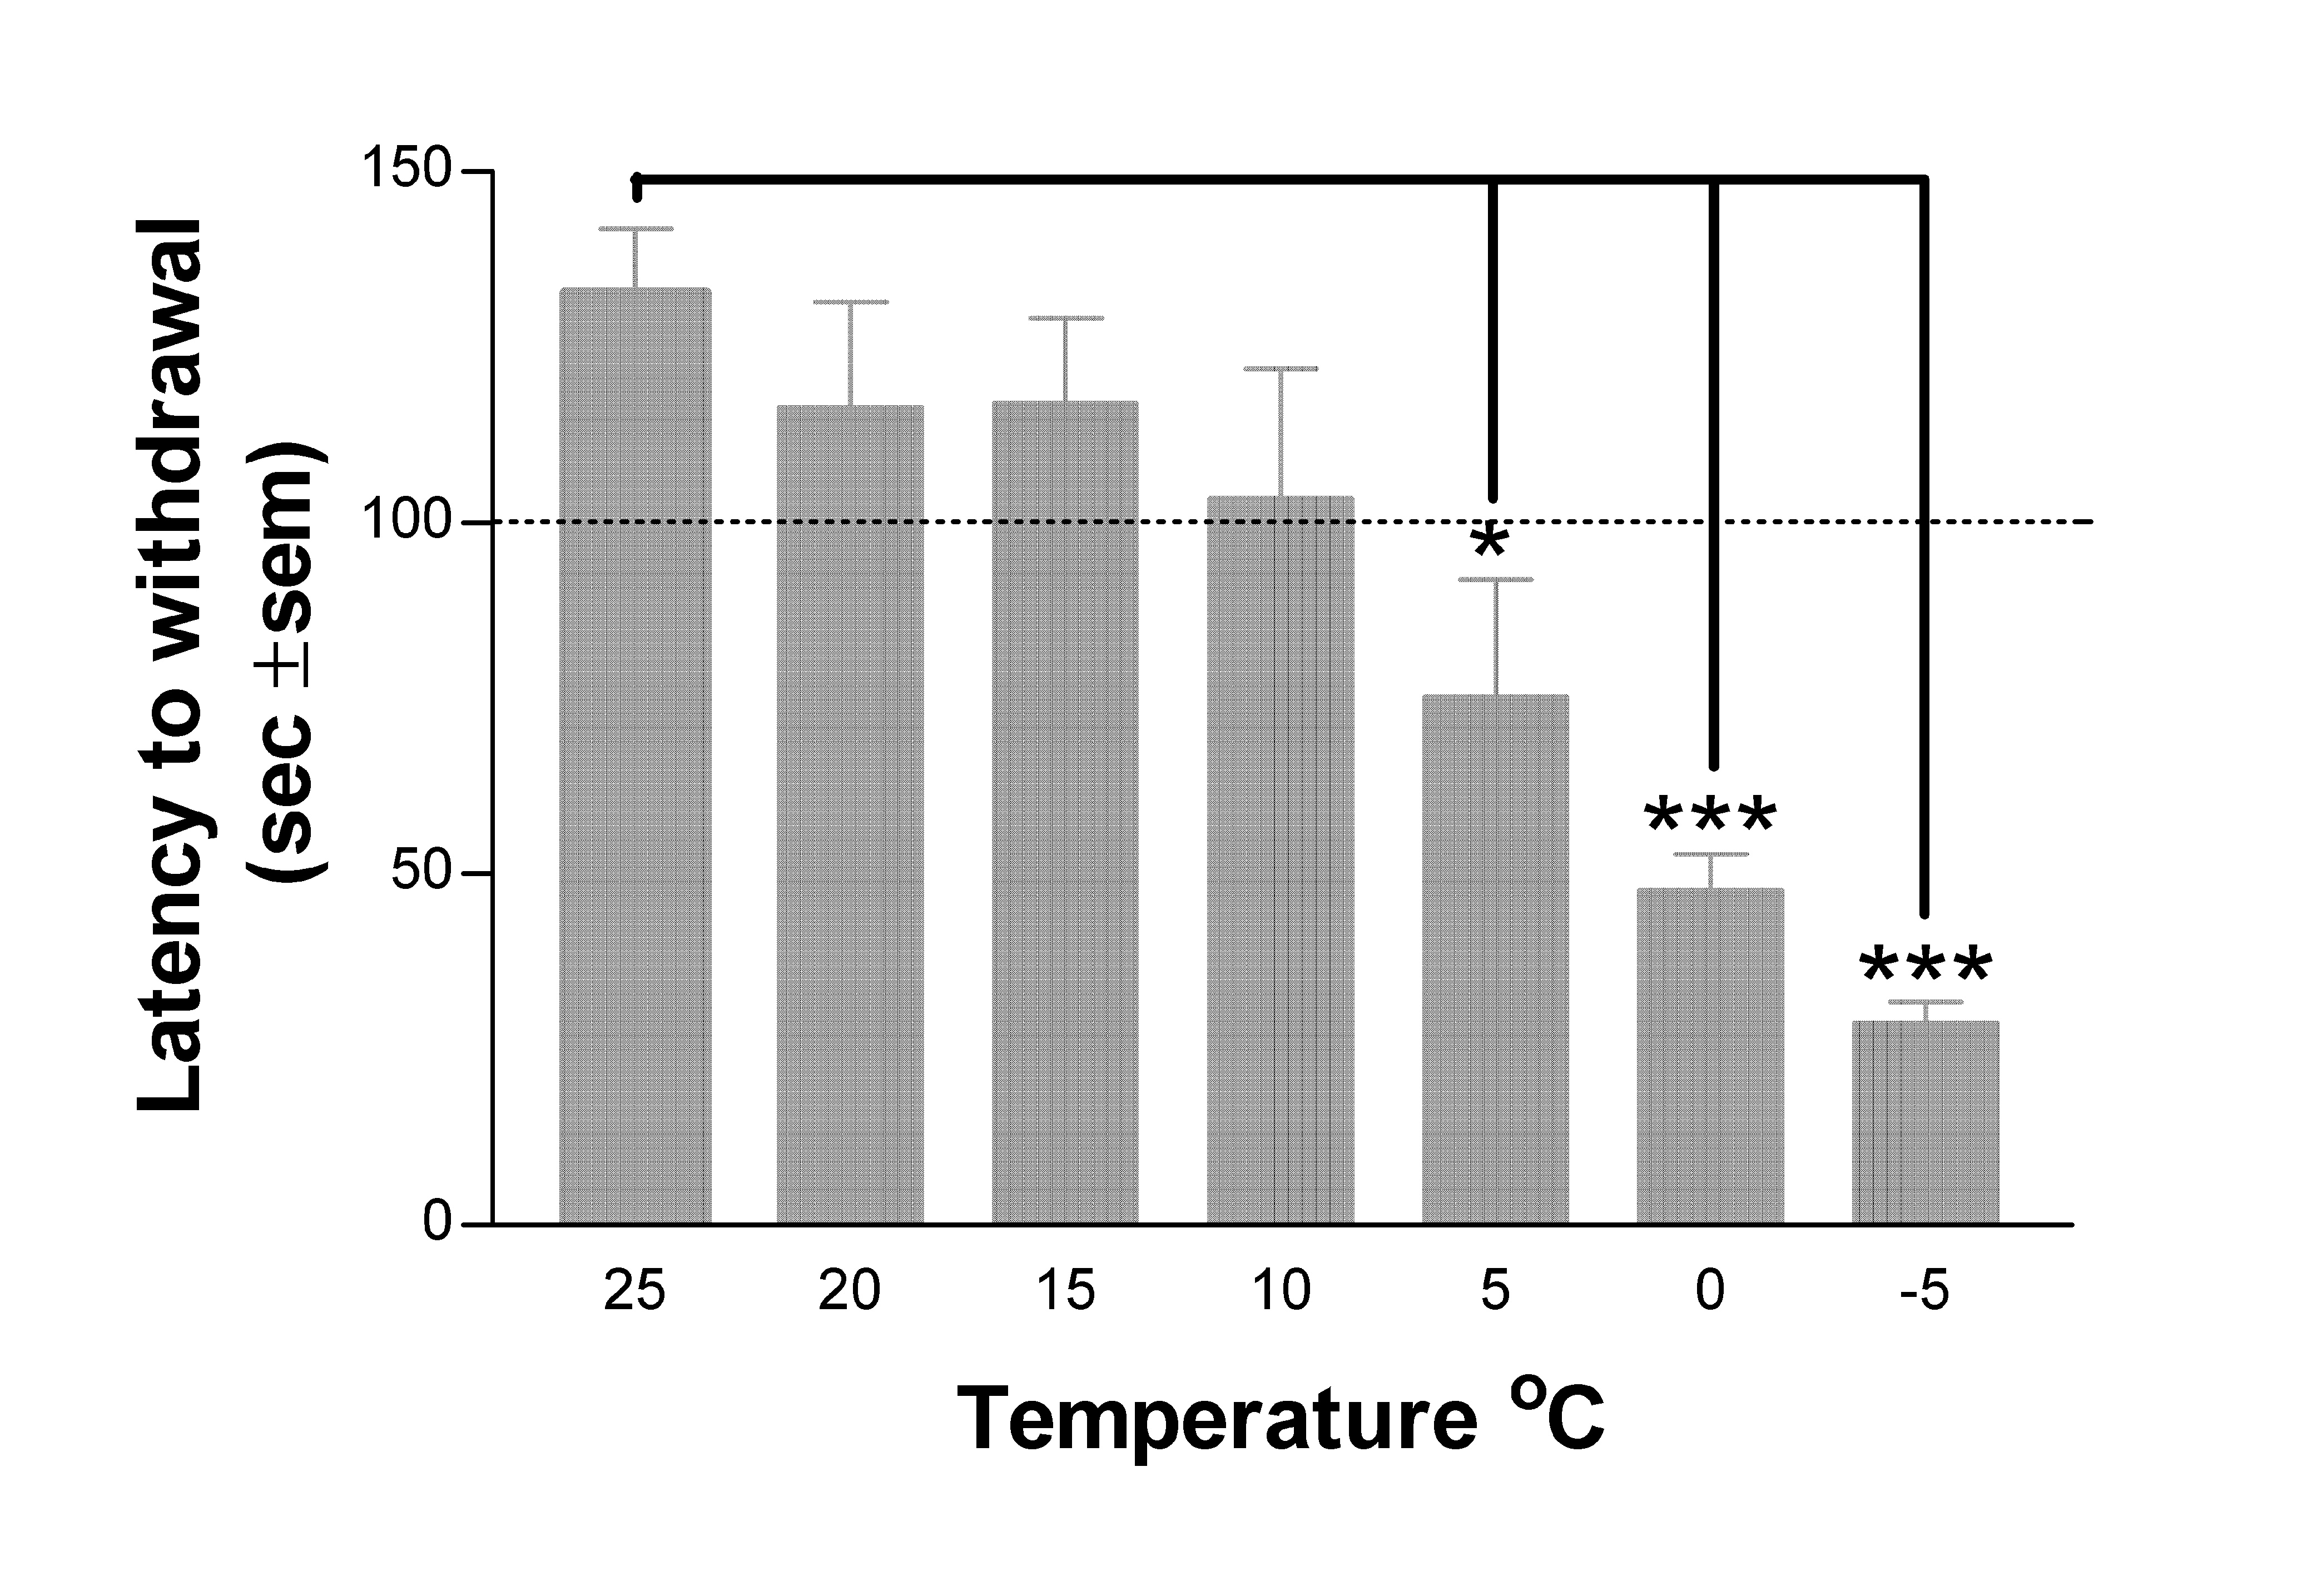 Latency to withdrawal
(sec ±sem)
150
100
50
0
*
***
***
25 20 15 10 5 0 -5
Temperature °C